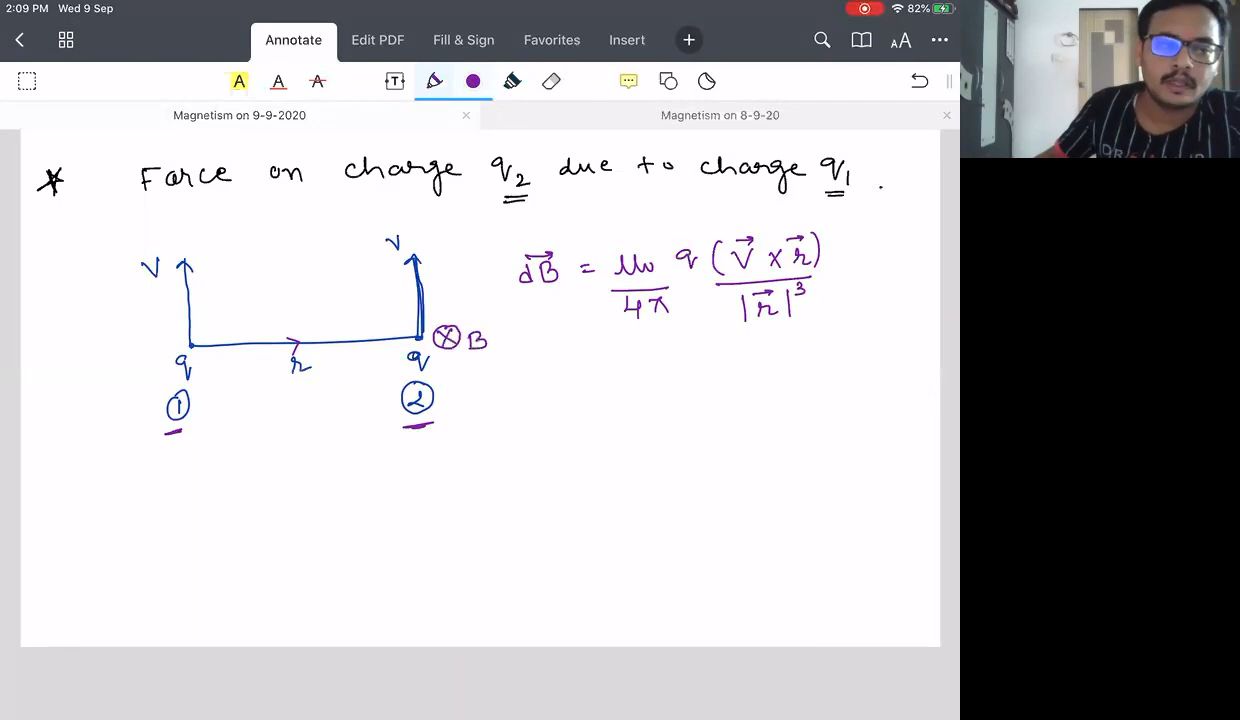 2:09 PM Wed 9 Sep
82%
Annotate Edit PDF Fill & Sign Favorites Insert
Magnetism on 9-9-2020
Magnetism on 8-9-20
Force on charge q2 due to charge q1.
V
V
dB = μ0 q (V × r)
4π |r|³
⊗ B
q r q
① ②